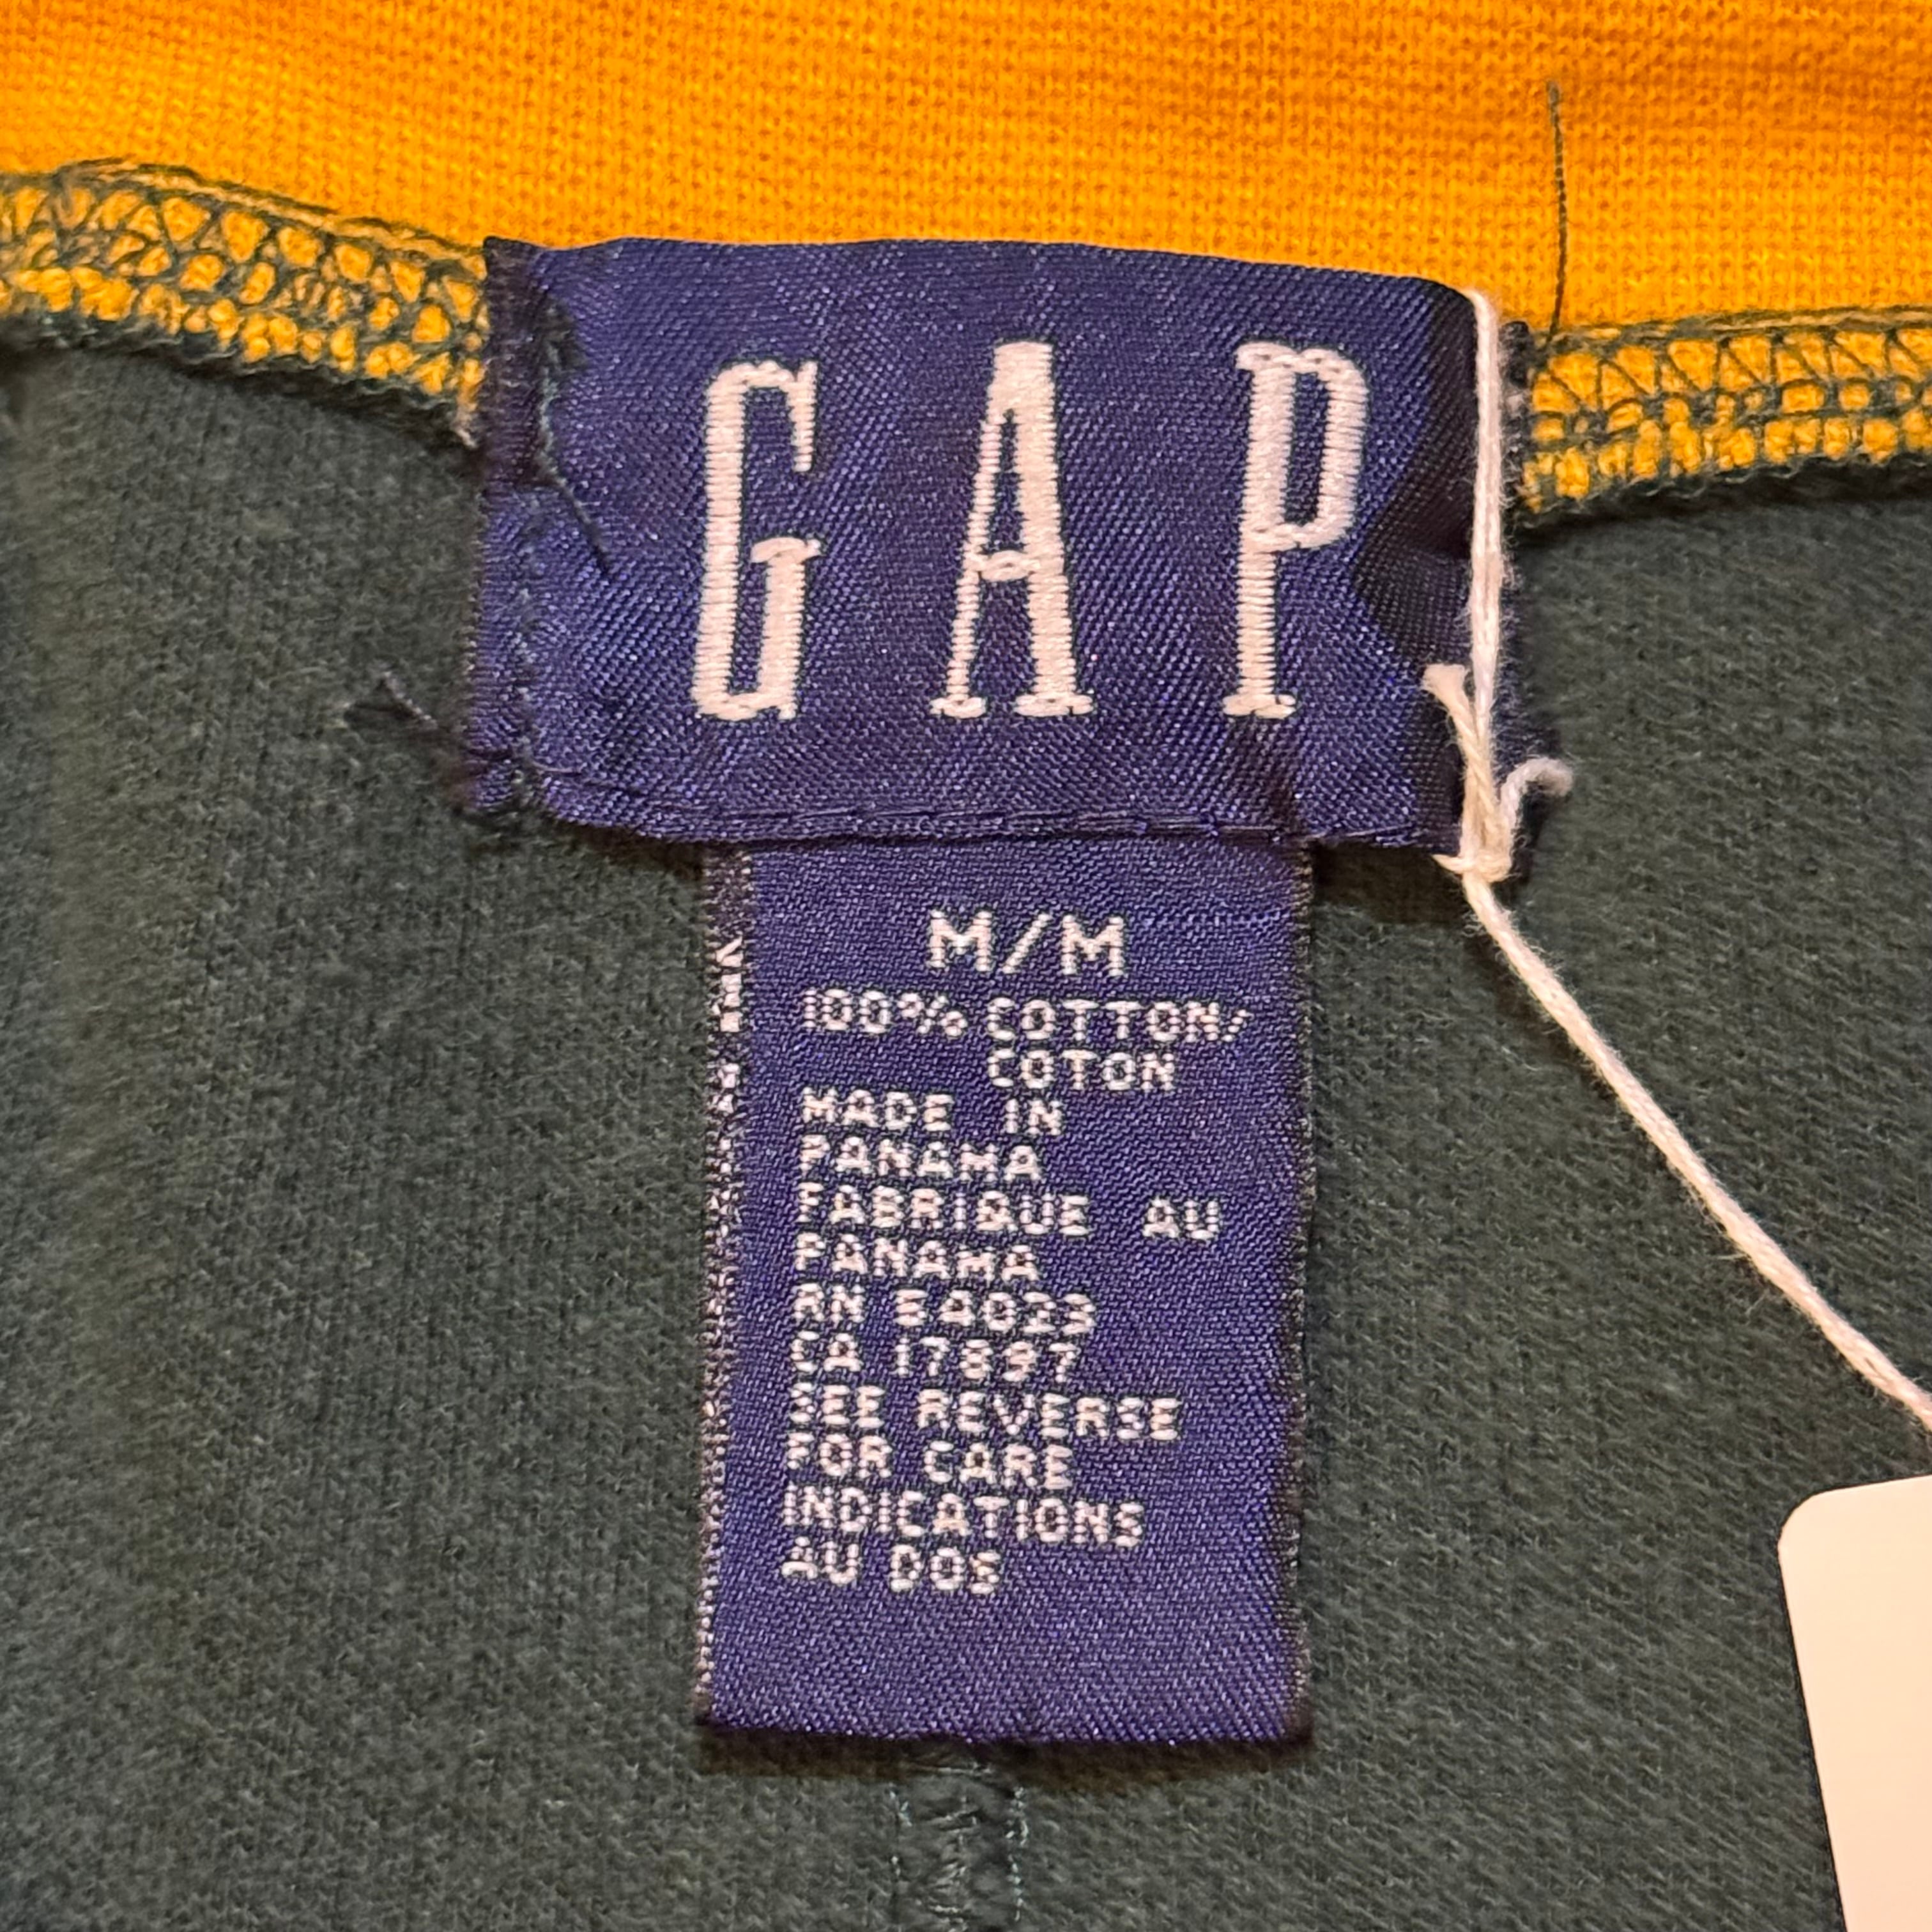 GAP
M/M
100% COTTON/
COTON
MADE IN
PANAMA
FABRIQUE AU
PANAMA
RN 54023
CA 17897
SEE REVERSE
FOR CARE
INDICATIONS
AU DOS